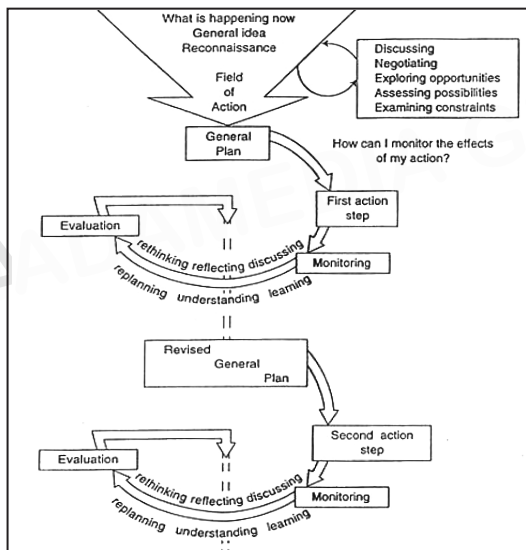 What is happening now
General idea
Reconnaissance
Field
of
Action
Discussing
Negotiating
Exploring opportunities
Assessing possibilities
Examining constraints
General
Plan
How can I monitor the effects
of my action?
First action
step
Evaluation
Monitoring
rethinking reflecting discussing
replanning understanding learning
Revised
General
Plan
Second action
step
Evaluation
Monitoring
rethinking reflecting discussing
replanning understanding learning